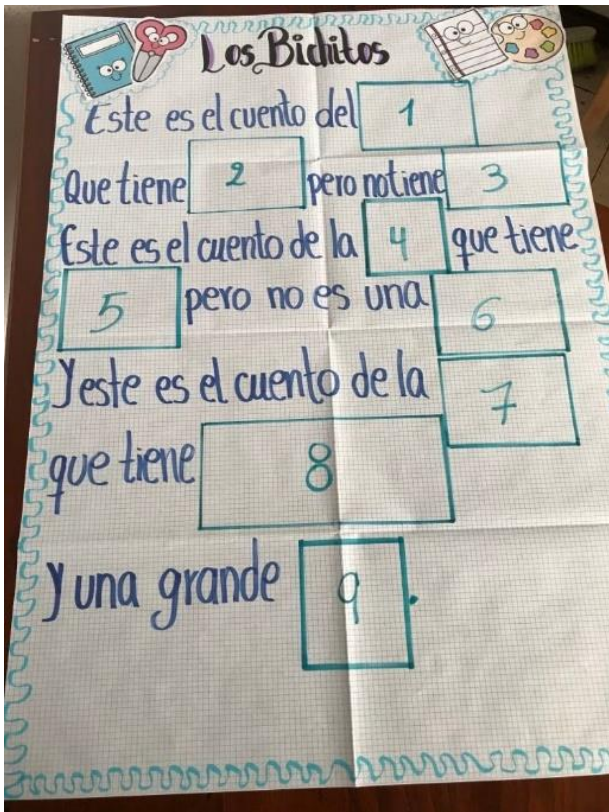 Los Bichitos
Este es el cuento del 1
Que tiene 2 pero no tiene 3
Este es el cuento de la 4 que tiene
5 pero no es una 6
Y este es el cuento de la 7
que tiene 8
y una grande 9.